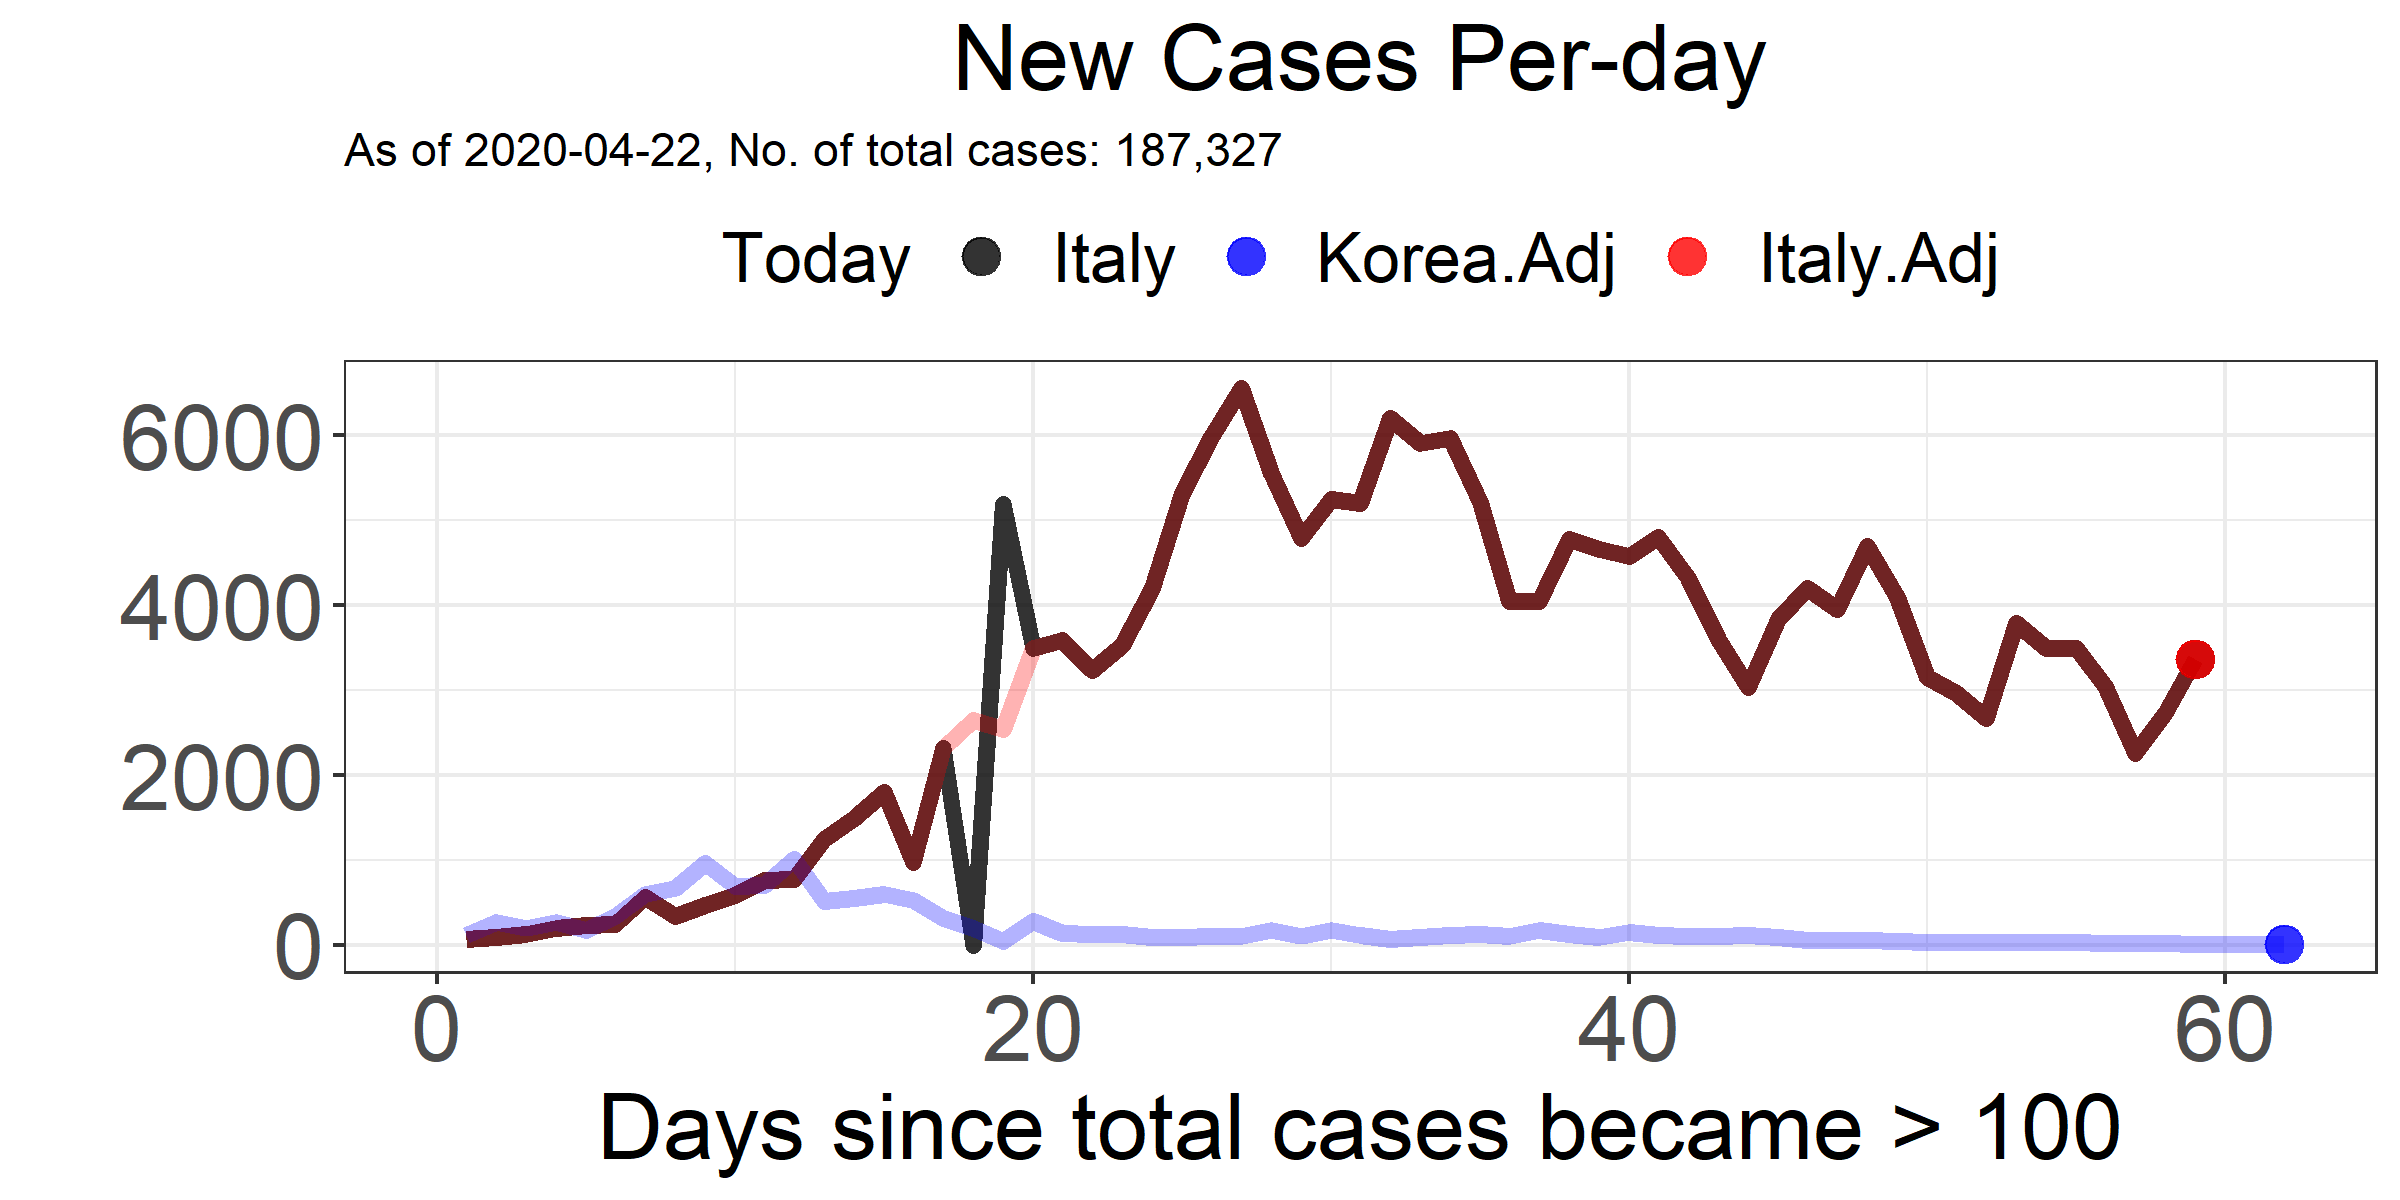 New Cases Per-day
As of 2020-04-22, No. of total cases: 187,327
Today Italy Korea.Adj Italy.Adj
6000
4000
2000
0
0 20 40 60
Days since total cases became > 100